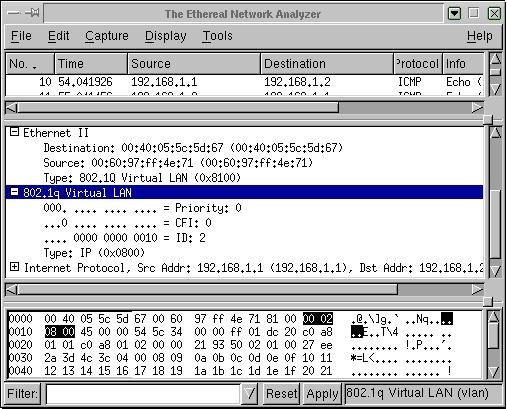 The Ethereal Network Analyzer
File Edit Capture Display Tools Help
No. Time Source Destination Protocol Info
10 54.041926 192.168.1.1 192.168.1.2 ICMP Echo (
Ethernet II
Destination: 00:40:05:5c:5d:67 (00:40:05:5c:5d:67)
Source: 00:60:97:ff:4e:71 (00:60:97:ff:4e:71)
Type: 802.1Q Virtual LAN (0x8100)
802.1q Virtual LAN
000. .... .... .... = Priority: 0
...0 .... .... .... = CFI: 0
.... 0000 0000 0010 = ID: 2
Type: IP (0x0800)
Internet Protocol, Src Addr: 192.168.1.1 (192.168.1.1), Dst Addr: 192.168.1.2
0000 00 40 05 5c 5d 67 00 60 97 ff 4e 71 81 00 00 02 .@.\]g.` ..Nq....
0010 08 00 45 00 00 54 5c 34 00 00 ff 01 dc 20 c0 a8 ..E..T\4 ..... ..
0020 01 01 c0 a8 01 02 00 00 21 93 50 02 01 00 27 ee ........ !.P...'.
0030 2a 3d 4c 3c 04 00 08 09 0a 0b 0c 0d 0e 0f 10 11 *=L<.... ........
0040 12 13 14 15 16 17 18 19 1a 1b 1c 1d 1e 1f 20 21 ........ ...... !
Filter: Reset Apply 802.1q Virtual LAN (vlan)